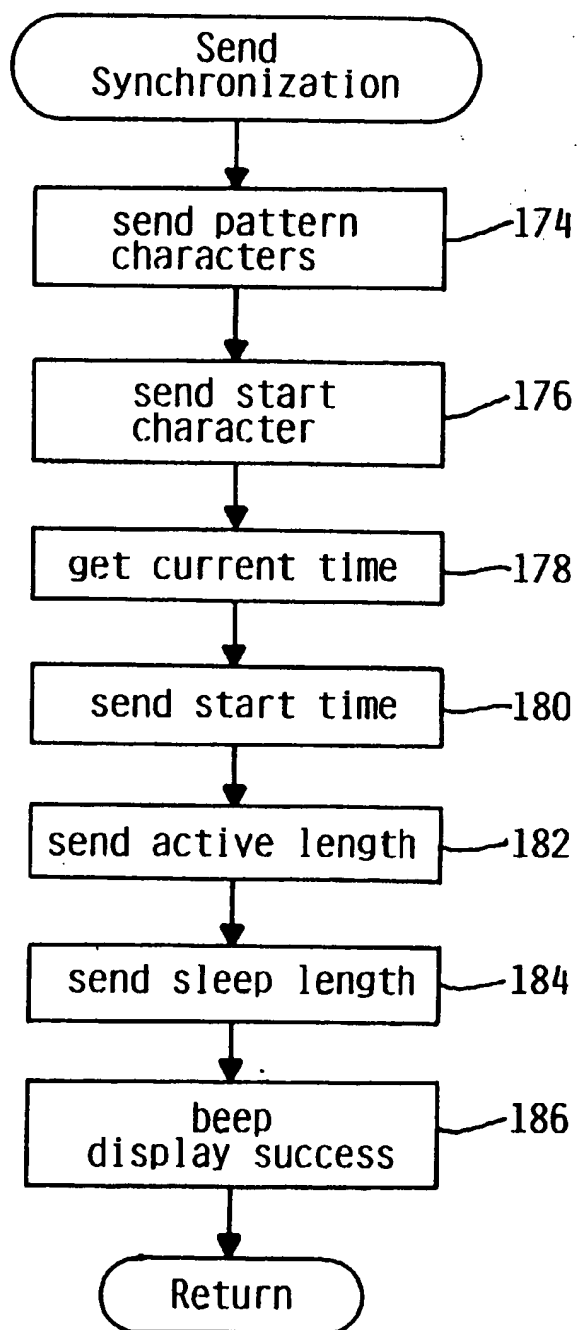 Send
Synchronization
send pattern
characters
174
send start
character
176
get current time
178
send start time
180
send active length
182
send sleep length
184
beep
display success
186
Return